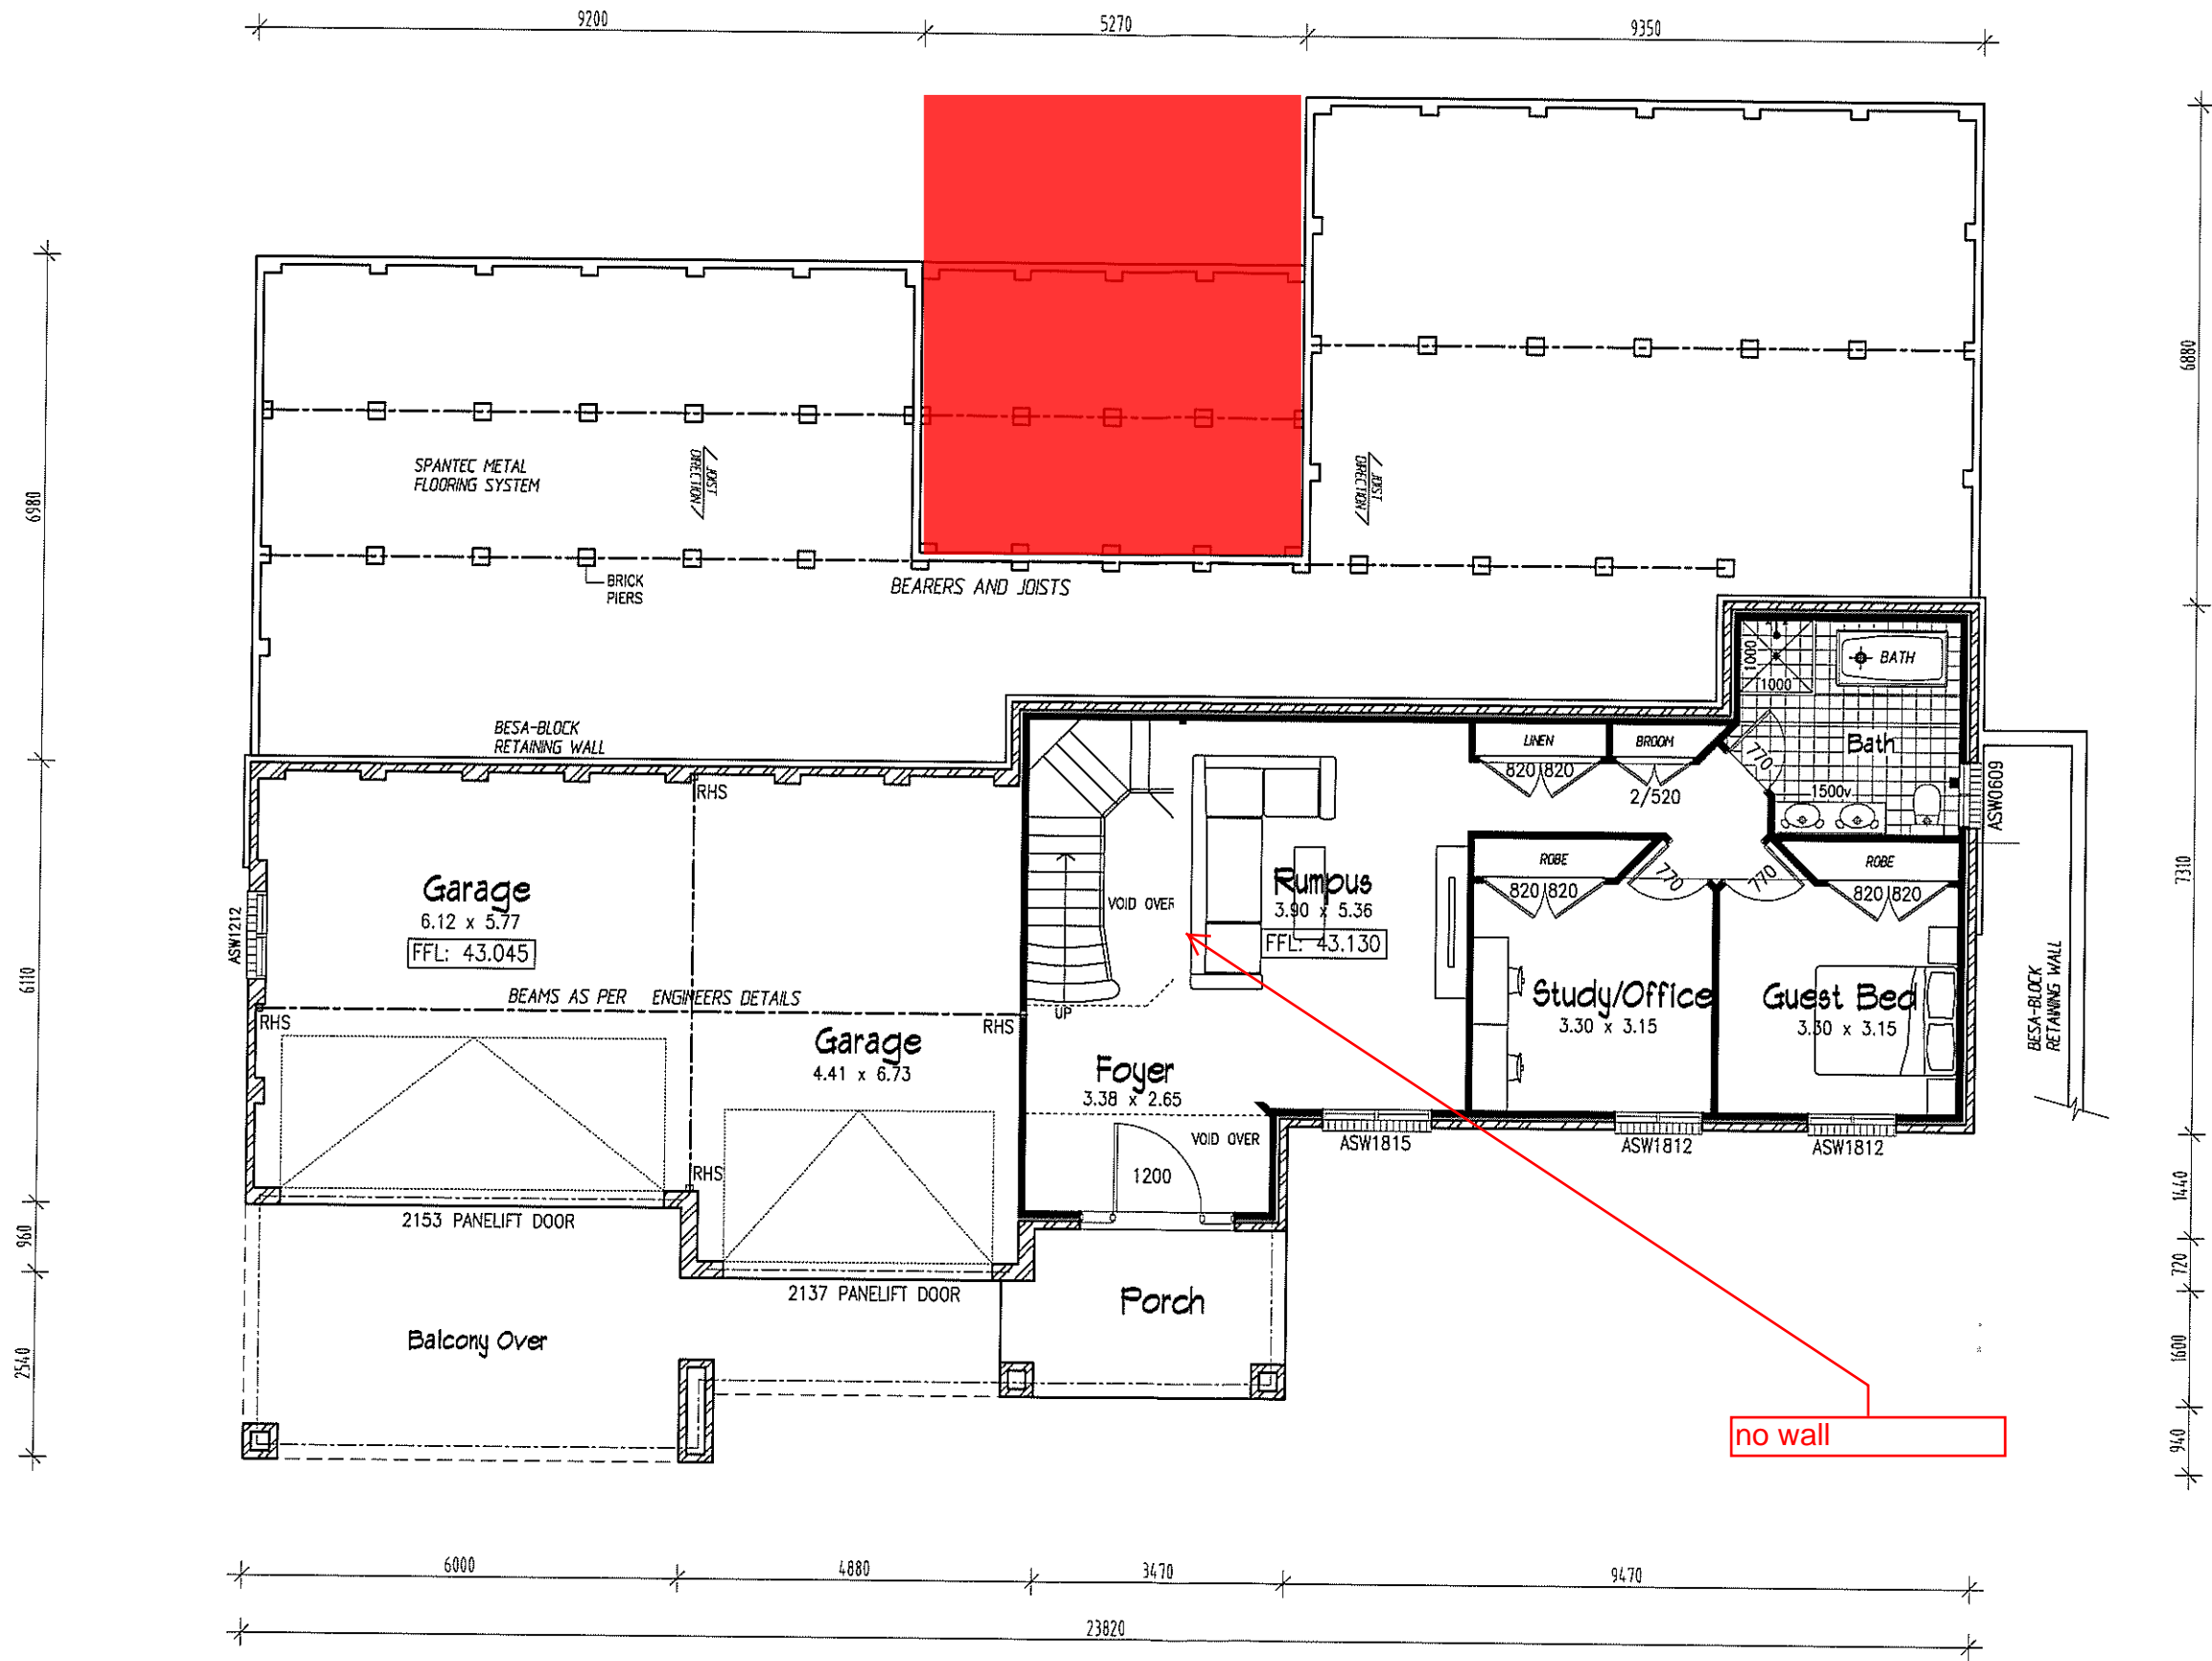 9200
5270
9350
6980
6880
SPANTEC METAL
FLOORING SYSTEM
JOIST
DIRECTION
JOIST
DIRECTION
BRICK
PIERS
BEARERS AND JOISTS
BESA-BLOCK
RETAINING WALL
1000
1000
BATH
Bath
770
1500v
ASW0609
LINEN
BROOM
820 820
2/520
RHS
ROBE
ROBE
820 820
770
770
820 820
Garage
6.12 x 5.77
FFL: 43.045
ASW1212
VOID OVER
Rumpus
3.90 x 5.36
FFL: 43.130
7310
6110
BEAMS AS PER ENGINEERS DETAILS
RHS
RHS
UP
Study/Office
3.30 x 3.15
Guest Bed
3.30 x 3.15
BESA-BLOCK
RETAINING WALL
Garage
4.41 x 6.73
Foyer
3.38 x 2.65
VOID OVER
ASW1815
ASW1812
ASW1812
RHS
1200
2153 PANELIFT DOOR
960
1440
720
2137 PANELIFT DOOR
Porch
Balcony Over
2540
1600
no wall
940
6000
4880
3470
9470
23820